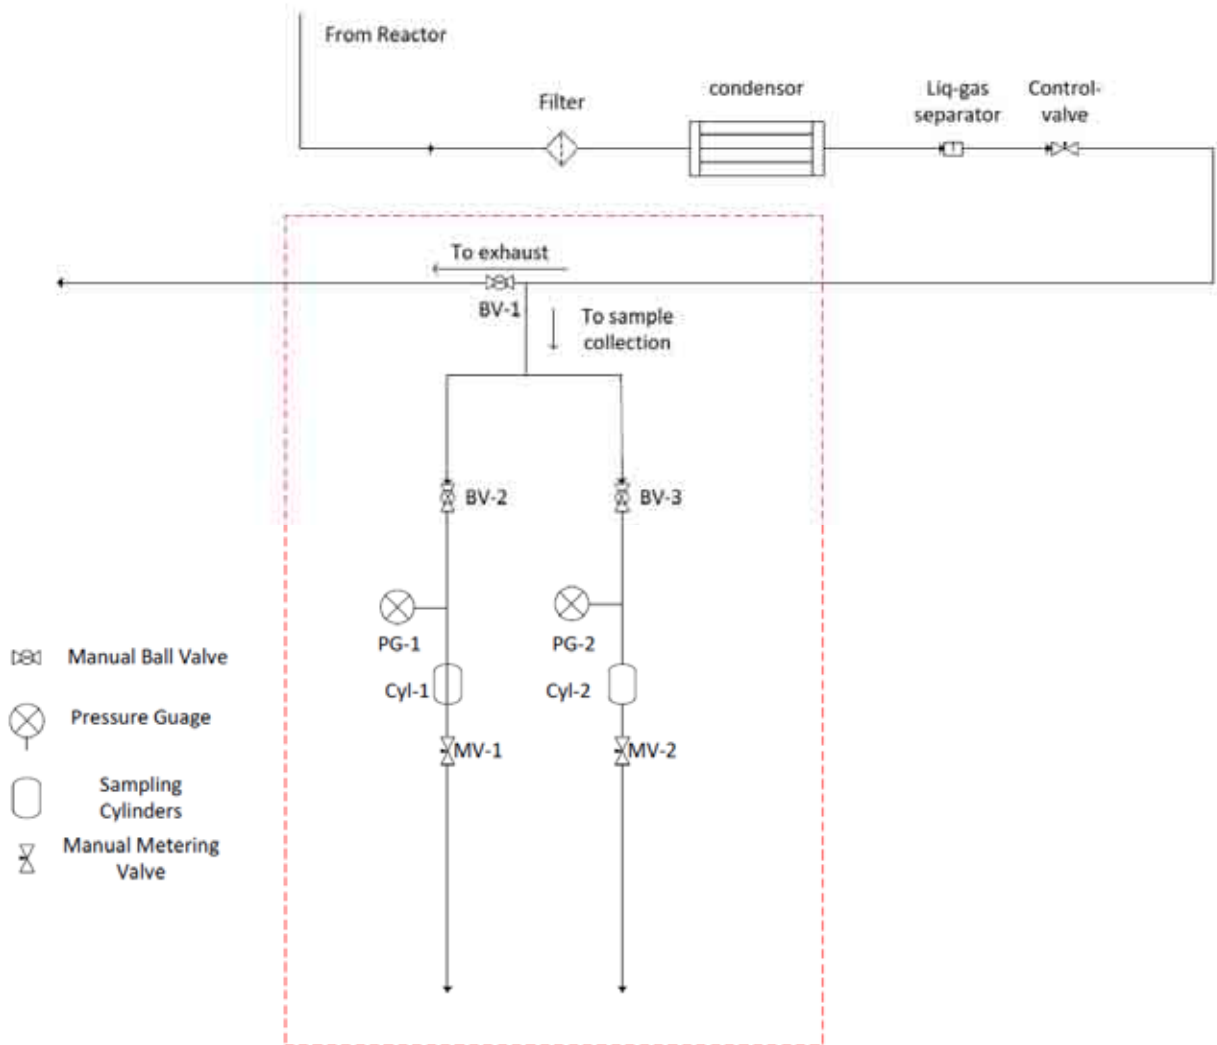 From Reactor
Filter
condensor
Liq-gas
separator
Control-
valve
To exhaust
BV-1
To sample
collection
BV-2
BV-3
PG-1
PG-2
Cyl-1
Cyl-2
MV-1
MV-2
Manual Ball Valve
Pressure Guage
Sampling
Cylinders
Manual Metering
Valve